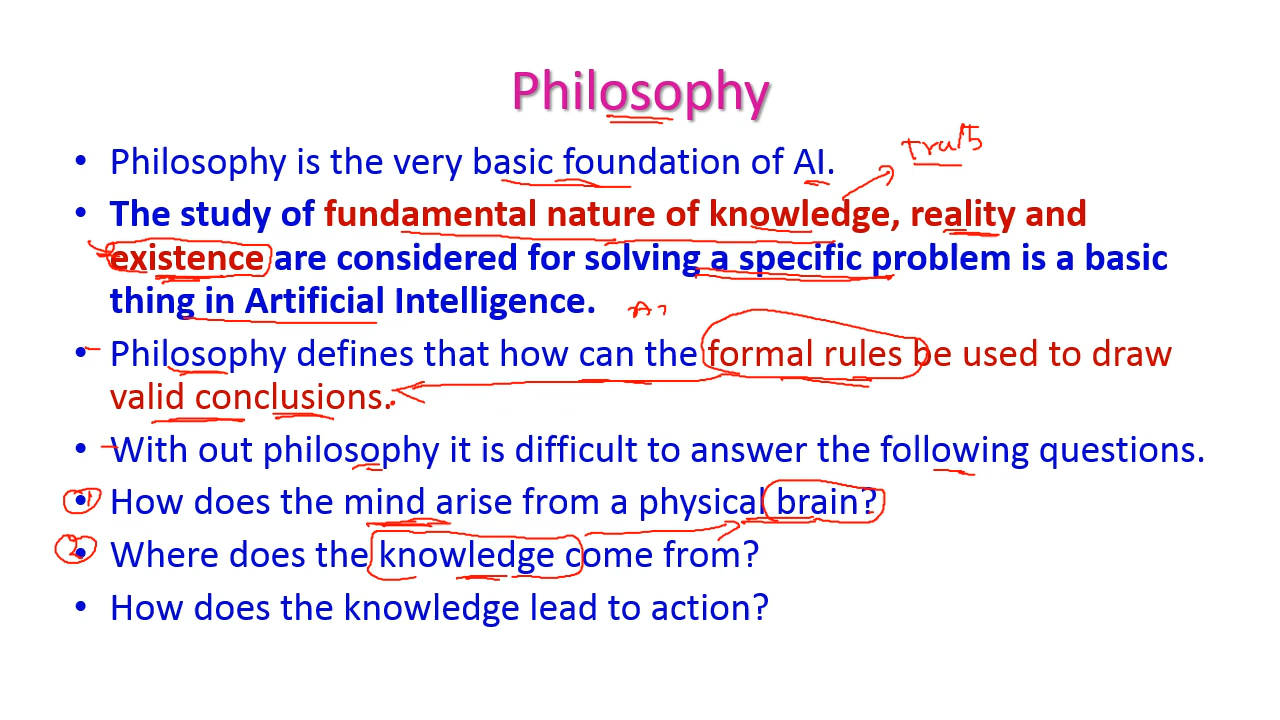 Philosophy
• Philosophy is the very basic foundation of AI.
• The study of fundamental nature of knowledge, reality and
existence are considered for solving a specific problem is a basic
thing in Artificial Intelligence.
• Philosophy defines that how can the formal rules be used to draw
valid conclusions.
• With out philosophy it is difficult to answer the following questions.
① • How does the mind arise from a physical brain?
② • Where does the knowledge come from?
• How does the knowledge lead to action?